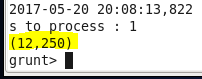 2017-05-20 20:08:13,822
s to process : 1
(12,250)
grunt>